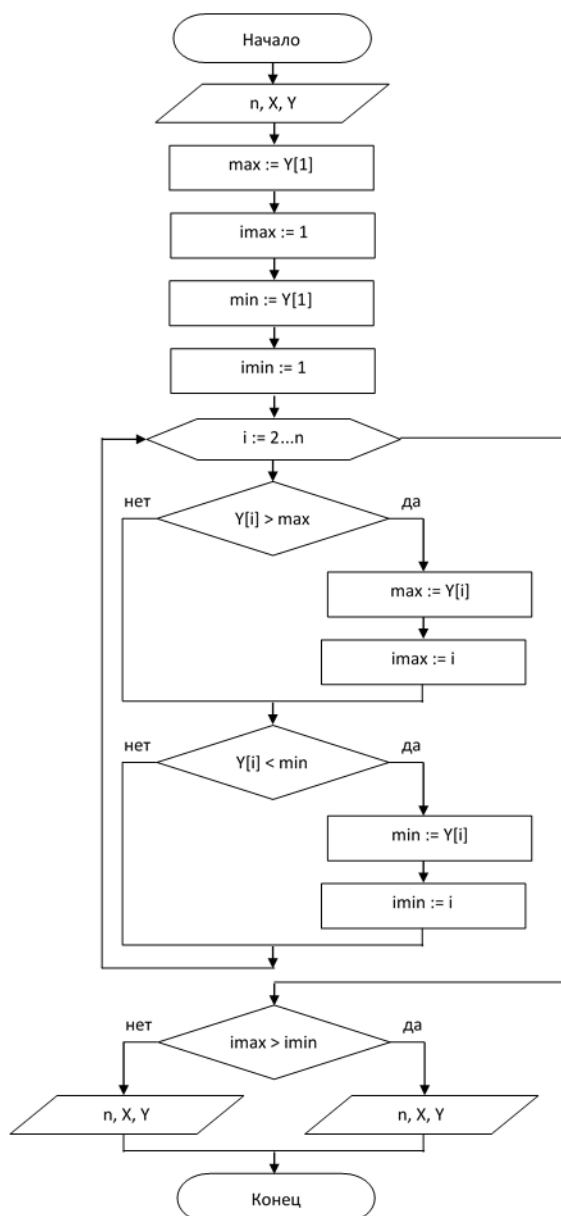 Начало
n, X, Y
max := Y[1]
imax := 1
min := Y[1]
imin := 1
i := 2...n
нет
Y[i] > max
да
max := Y[i]
imax := i
нет
Y[i] < min
да
min := Y[i]
imin := i
нет
imax > imin
да
n, X, Y
n, X, Y
Конец